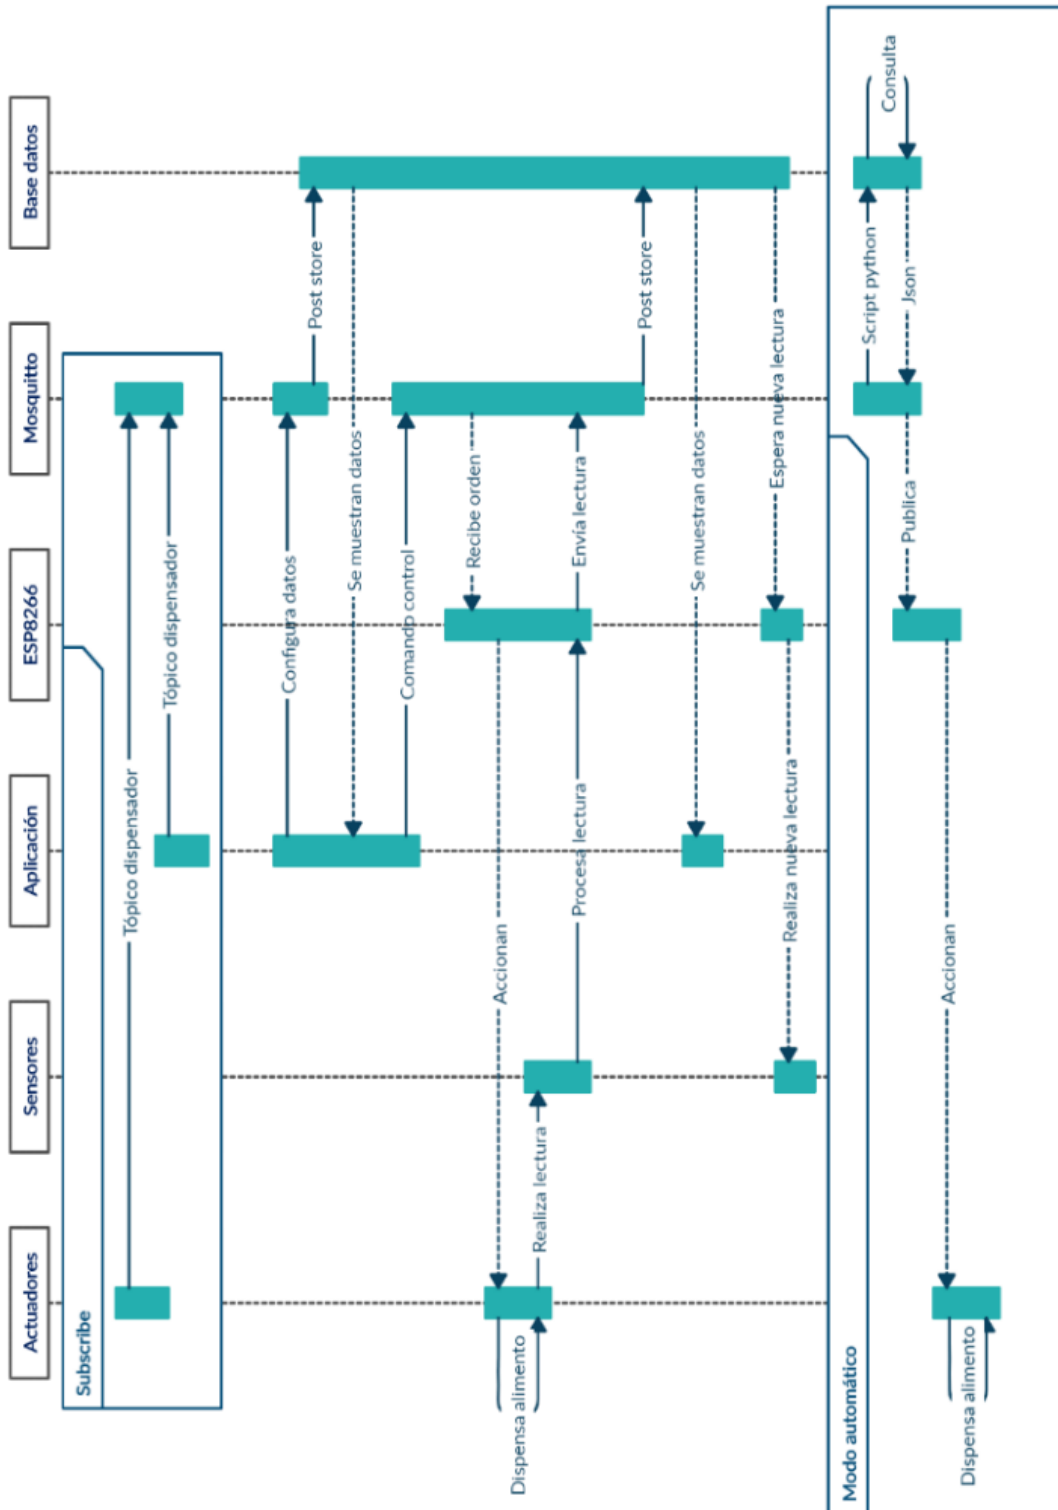 Actuadores
Sensores
Aplicación
ESP8266
Mosquitto
Base datos
Subscribe
Tópico dispensador
Tópico dispensador
Configura datos
Post store
Se muestran datos
Comando control
Recibe orden
Accionan
Dispensa alimento
Realiza lectura
Procesa lectura
Envía lectura
Post store
Se muestran datos
Espera nueva lectura
Realiza nueva lectura
Modo automático
Script python
Consulta
Json
Publica
Accionan
Dispensa alimento